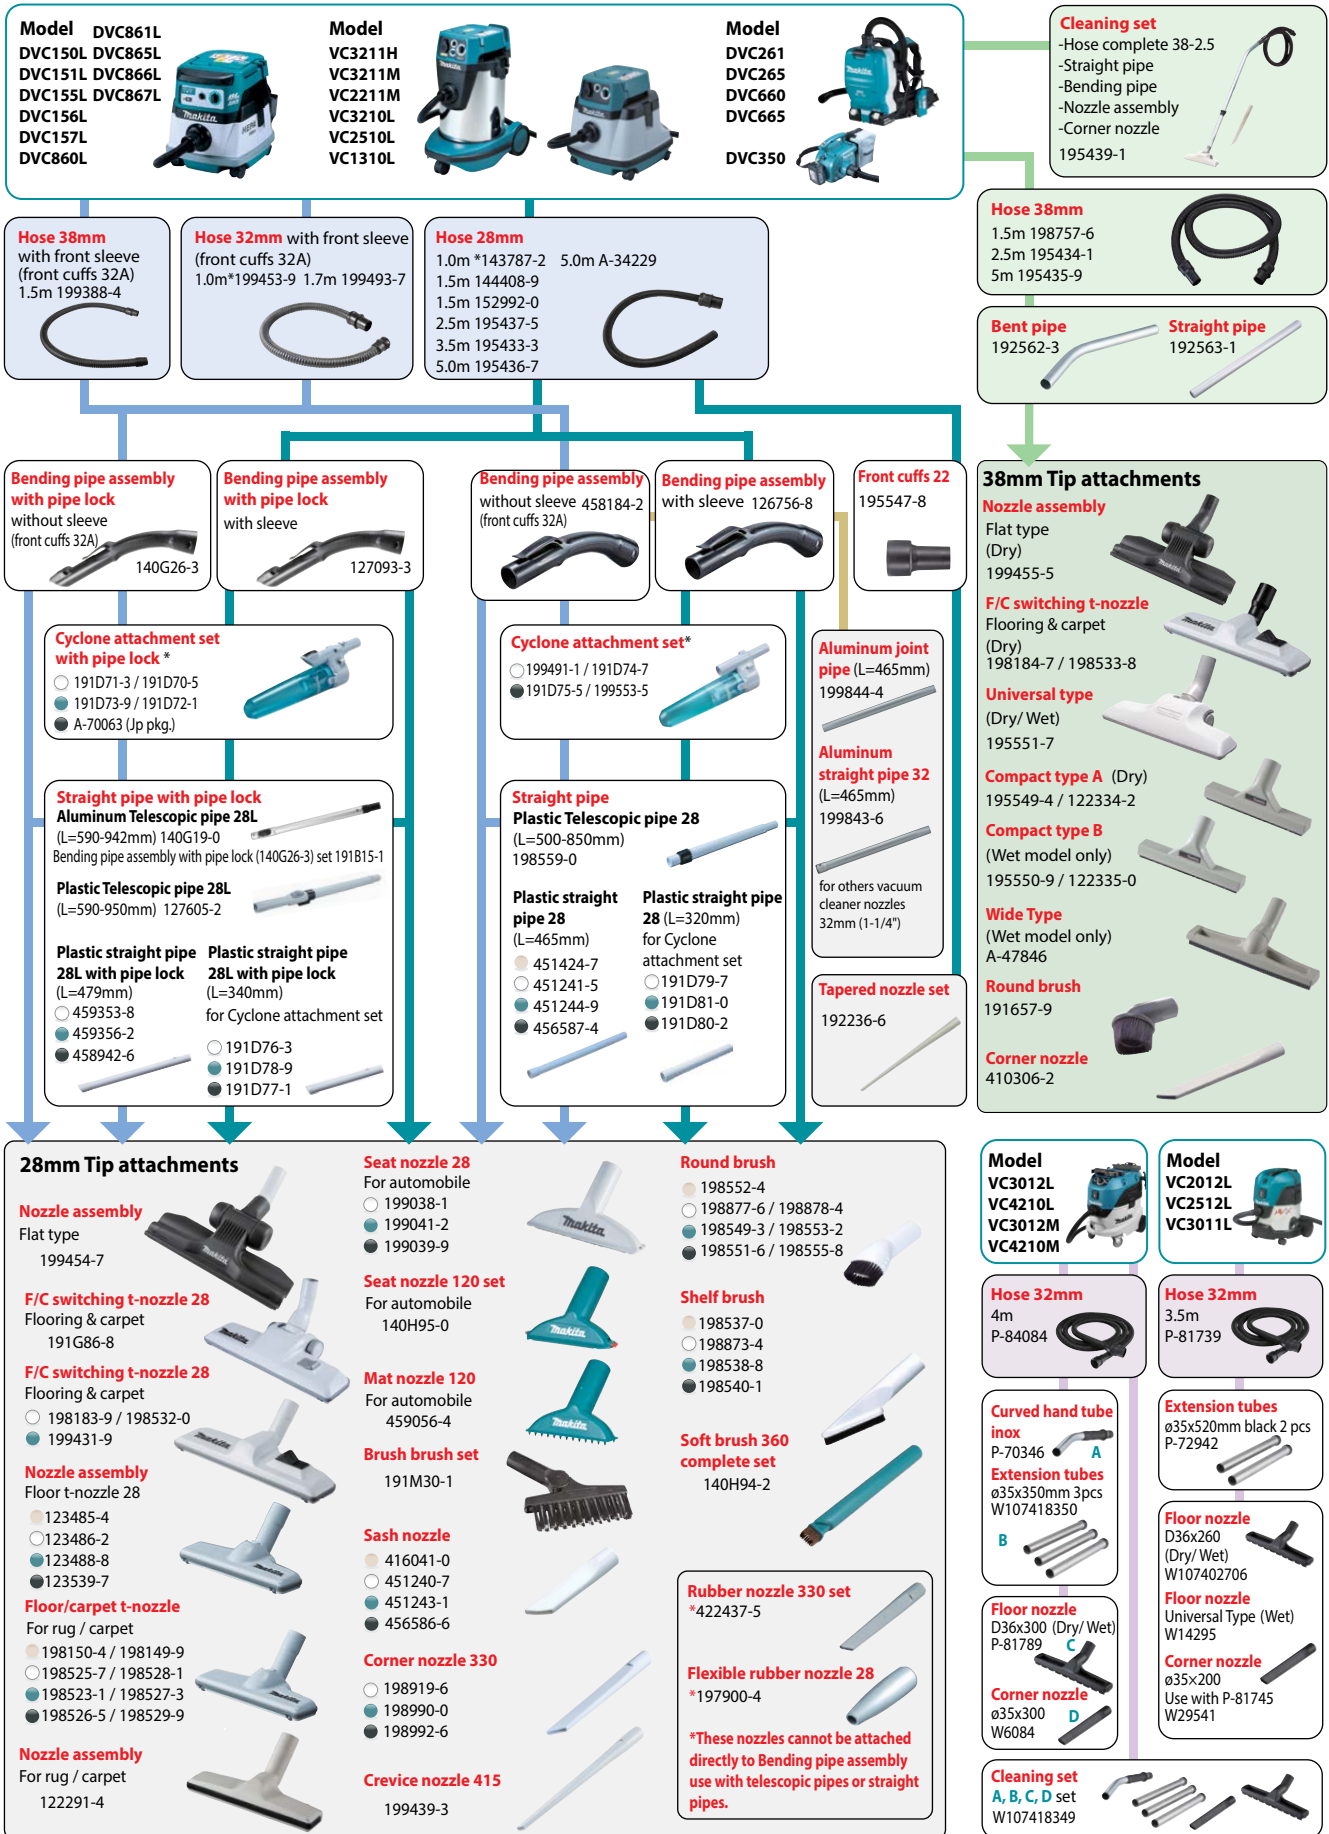 Model
DVC150L
DVC151L
DVC155L
DVC156L
DVC157L
DVC860L
DVC861L
DVC865L
DVC866L
DVC867L
Model
VC3211H
VC3211M
VC2211M
VC3210L
VC2510L
VC1310L
Model
DVC261
DVC265
DVC660
DVC665
DVC350
Cleaning set
-Hose complete 38-2.5
-Straight pipe
-Bending pipe
-Nozzle assembly
-Corner nozzle
195439-1
Hose 38mm
with front sleeve
(front cuffs 32A)
1.5m 199388-4
Hose 32mm with front sleeve
(front cuffs 32A)
1.0m*199453-9 1.7m 199493-7
Hose 28mm
1.0m *143787-2 5.0m A-34229
1.5m 144408-9
1.5m 152992-0
2.5m 195437-5
3.5m 195433-3
5.0m 195436-7
Hose 38mm
1.5m 198757-6
2.5m 195434-1
5m 195435-9
Bent pipe
192562-3
Straight pipe
192563-1
Bending pipe assembly
with pipe lock
without sleeve
(front cuffs 32A)
140G26-3
Bending pipe assembly
with pipe lock
with sleeve
127093-3
Bending pipe assembly
without sleeve 458184-2
(front cuffs 32A)
Bending pipe assembly
with sleeve 126756-8
Front cuffs 22
195547-8
Cyclone attachment set
with pipe lock *
191D71-3 / 191D70-5
191D73-9 / 191D72-1
A-70063 (Jp pkg.)
Cyclone attachment set*
199491-1 / 191D74-7
191D75-5 / 199553-5
Aluminum joint
pipe (L=465mm)
199844-4
Aluminum
straight pipe 32
(L=465mm)
199843-6
for others vacuum
cleaner nozzles
32mm (1-1/4")
Straight pipe with pipe lock
Aluminum Telescopic pipe 28L
(L=590-942mm) 140G19-0
Bending pipe assembly with pipe lock (140G26-3) set 191B15-1
Plastic Telescopic pipe 28L
(L=590-950mm) 127605-2
Plastic straight pipe
28L with pipe lock
(L=479mm)
459353-8
459356-2
458942-6
Plastic straight pipe
28L with pipe lock
(L=340mm)
for Cyclone attachment set
191D76-3
191D78-9
191D77-1
Straight pipe
Plastic Telescopic pipe 28
(L=500-850mm)
198559-0
Plastic straight
pipe 28
(L=465mm)
451424-7
451241-5
451244-9
456587-4
Plastic straight pipe
28 (L=320mm)
for Cyclone
attachment set
191D79-7
191D81-0
191D80-2
Tapered nozzle set
192236-6
38mm Tip attachments
Nozzle assembly
Flat type
(Dry)
199455-5
F/C switching t-nozzle
Flooring & carpet
(Dry)
198184-7 / 198533-8
Universal type
(Dry/ Wet)
195551-7
Compact type A (Dry)
195549-4 / 122334-2
Compact type B
(Wet model only)
195550-9 / 122335-0
Wide Type
(Wet model only)
A-47846
Round brush
191657-9
Corner nozzle
410306-2
28mm Tip attachments
Nozzle assembly
Flat type
199454-7
F/C switching t-nozzle 28
Flooring & carpet
191G86-8
F/C switching t-nozzle 28
Flooring & carpet
198183-9 / 198532-0
199431-9
Nozzle assembly
Floor t-nozzle 28
123485-4
123486-2
123488-8
123539-7
Floor/carpet t-nozzle
For rug / carpet
198150-4 / 198149-9
198525-7 / 198528-1
198523-1 / 198527-3
198526-5 / 198529-9
Nozzle assembly
For rug / carpet
122291-4
Seat nozzle 28
For automobile
199038-1
199041-2
199039-9
Seat nozzle 120 set
For automobile
140H95-0
Mat nozzle 120
For automobile
459056-4
Brush brush set
191M30-1
Sash nozzle
416041-0
451240-7
451243-1
456586-6
Corner nozzle 330
198919-6
198990-0
198992-6
Crevice nozzle 415
199439-3
Round brush
198552-4
198877-6 / 198878-4
198549-3 / 198553-2
198551-6 / 198555-8
Shelf brush
198537-0
198873-4
198538-8
198540-1
Soft brush 360
complete set
140H94-2
Rubber nozzle 330 set
*422437-5
Flexible rubber nozzle 28
*197900-4
*These nozzles cannot be attached
directly to Bending pipe assembly
use with telescopic pipes or straight
pipes.
Model
VC3012L
VC4210L
VC3012M
VC4210M
Model
VC2012L
VC2512L
VC3011L
Hose 32mm
4m
P-84084
Hose 32mm
3.5m
P-81739
Curved hand tube
inox
P-70346 A
Extension tubes
ø35x350mm 3pcs
W107418350
B
Extension tubes
ø35x520mm black 2 pcs
P-72942
Floor nozzle
D36x300 (Dry/ Wet)
P-81789 C
Corner nozzle
ø35x300 D
W6084
Floor nozzle
D36x260
(Dry/ Wet)
W107402706
Floor nozzle
Universal Type (Wet)
W14295
Corner nozzle
ø35×200
Use with P-81745
W29541
Cleaning set
A, B, C, D set
W107418349